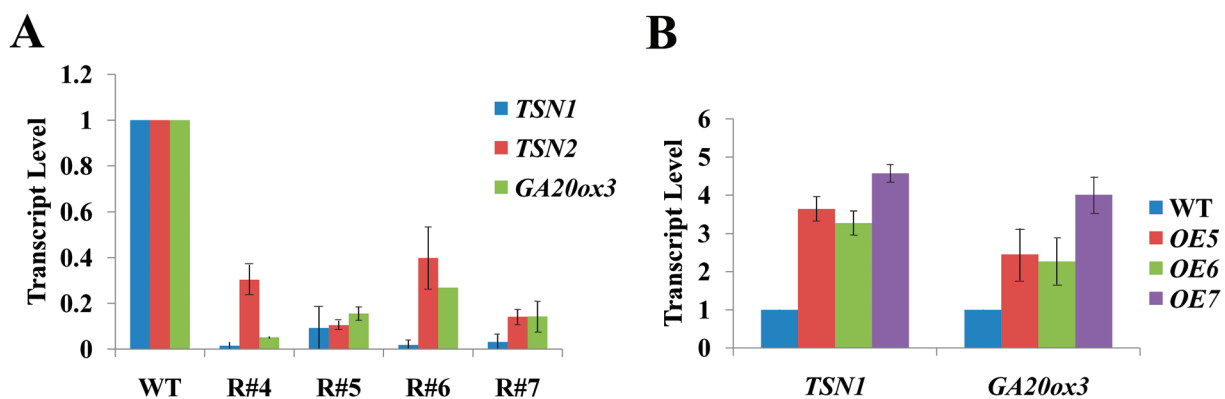 A
Transcript Level
1.2
1
0.8
0.6
0.4
0.2
0
WT
R#4
R#5
R#6
R#7
TSN1
TSN2
GA20ox3
B
Transcript Level
6
5
4
3
2
1
0
TSN1
GA20ox3
WT
OE5
OE6
OE7